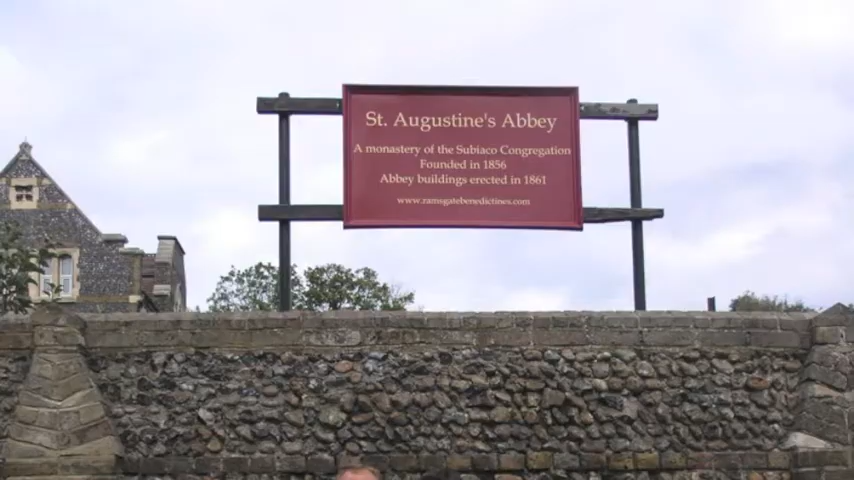 St. Augustine's Abbey
A monastery of the Subiaco Congregation
Founded in 1856
Abbey buildings erected in 1861
www.ramsgatebenedictines.com